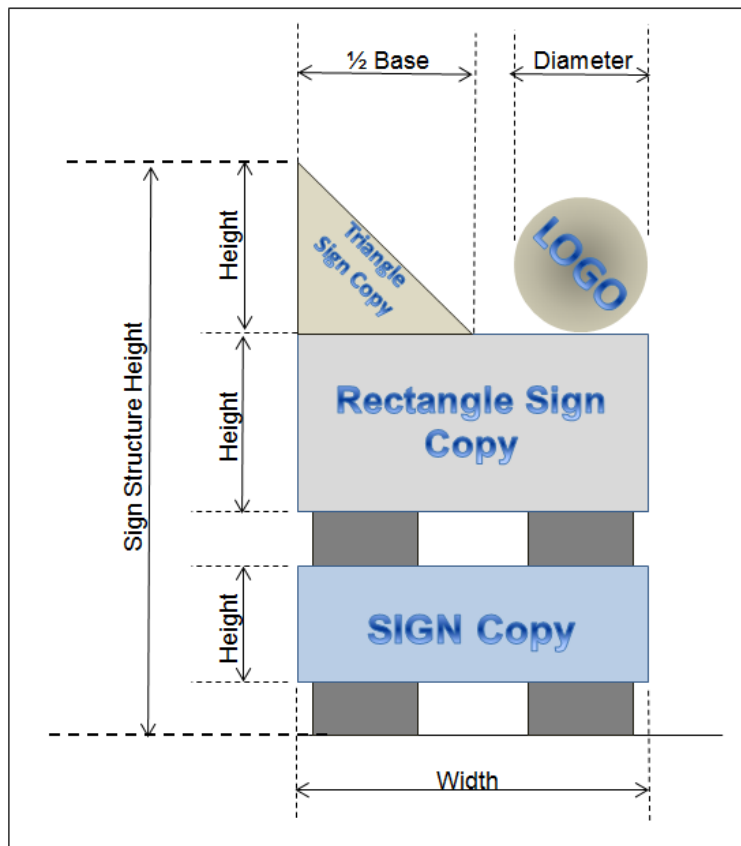 ½ Base
Diameter
Height
Triangle
Sign Copy
LOGO
Sign Structure Height
Height
Rectangle Sign
Copy
Height
SIGN Copy
Width